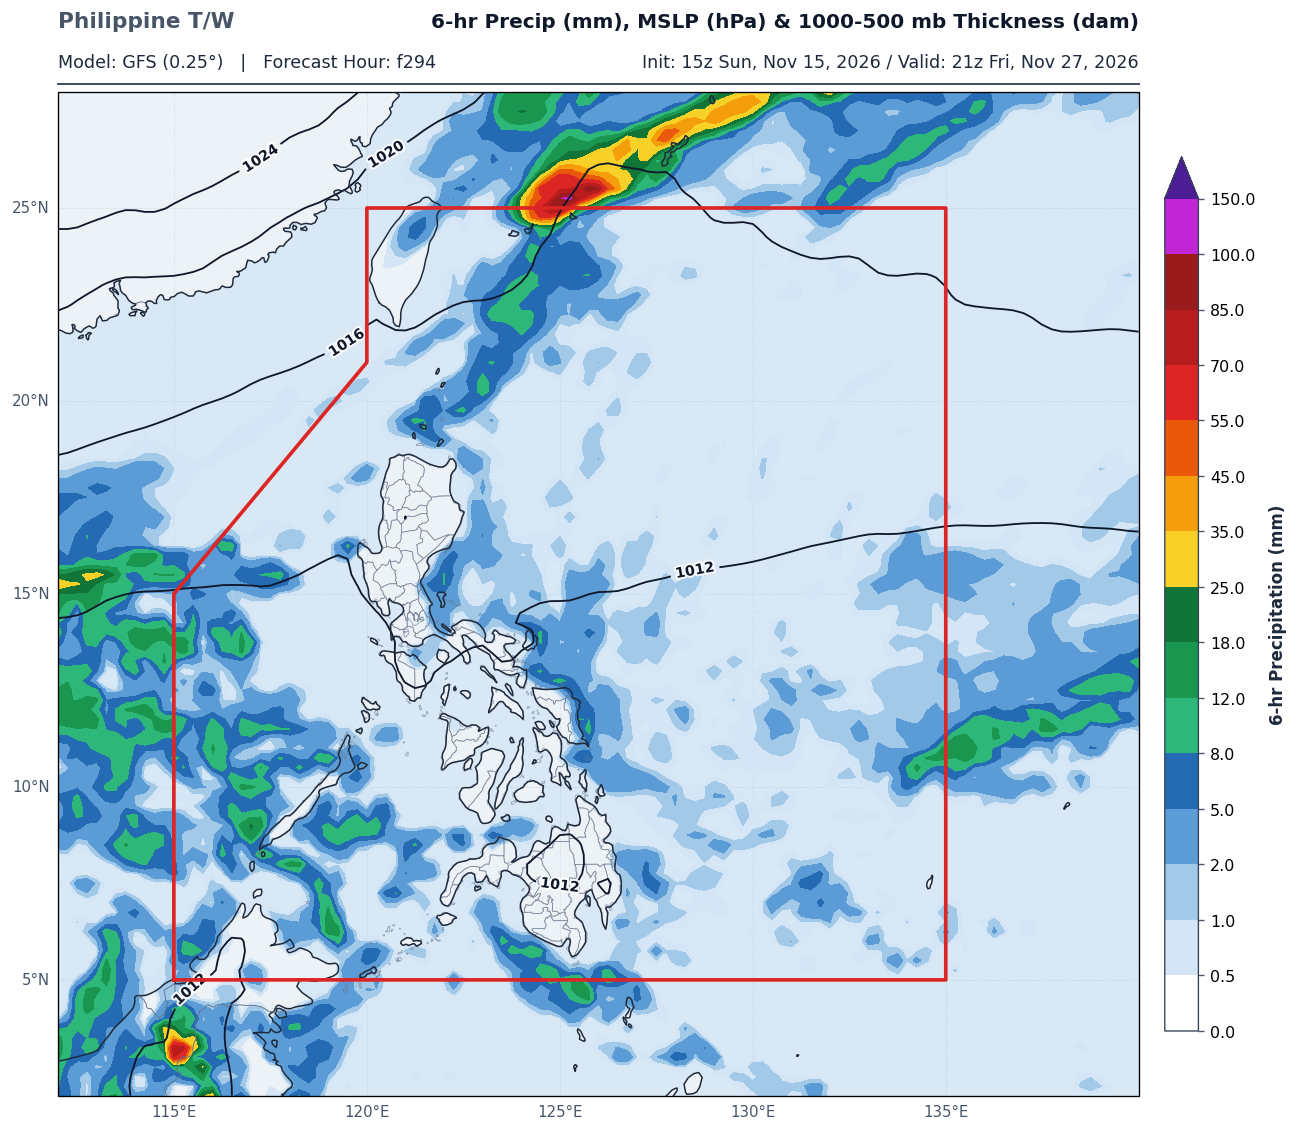 Philippine T/W
6-hr Precip (mm), MSLP (hPa) & 1000-500 mb Thickness (dam)
Model: GFS (0.25°)   |   Forecast Hour: f294
Init: 15z Sun, Nov 15, 2026 / Valid: 21z Fri, Nov 27, 2026
1024
1020
1016
1012
1012
1012
25°N
20°N
15°N
10°N
5°N
115°E
120°E
125°E
130°E
135°E
150.0
100.0
85.0
70.0
55.0
45.0
35.0
25.0
18.0
12.0
8.0
5.0
2.0
1.0
0.5
0.0
6-hr Precipitation (mm)